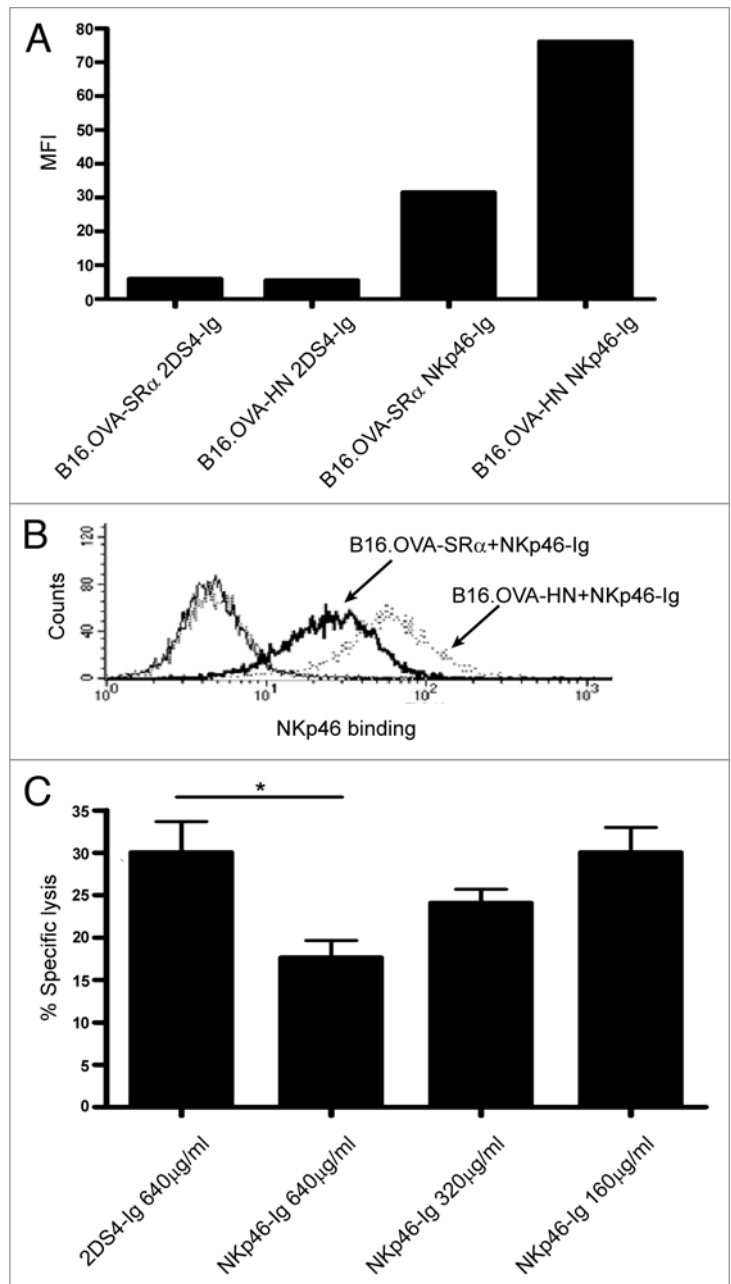 A
MFI
80
70
60
50
40
30
20
10
0
B16.OVA-SRα 2DS4-Ig
B16.OVA-HN 2DS4-Ig
B16.OVA-SRα NKp46-Ig
B16.OVA-HN NKp46-Ig
B
Counts
120
80
40
0
B16.OVA-SRα+NKp46-Ig
B16.OVA-HN+NKp46-Ig
10⁰ 10¹ 10² 10³
NKp46 binding
C
% Specific lysis
35
30
25
20
15
10
5
0
*
2DS4-Ig 640μg/ml
NKp46-Ig 640μg/ml
NKp46-Ig 320μg/ml
NKp46-Ig 160μg/ml